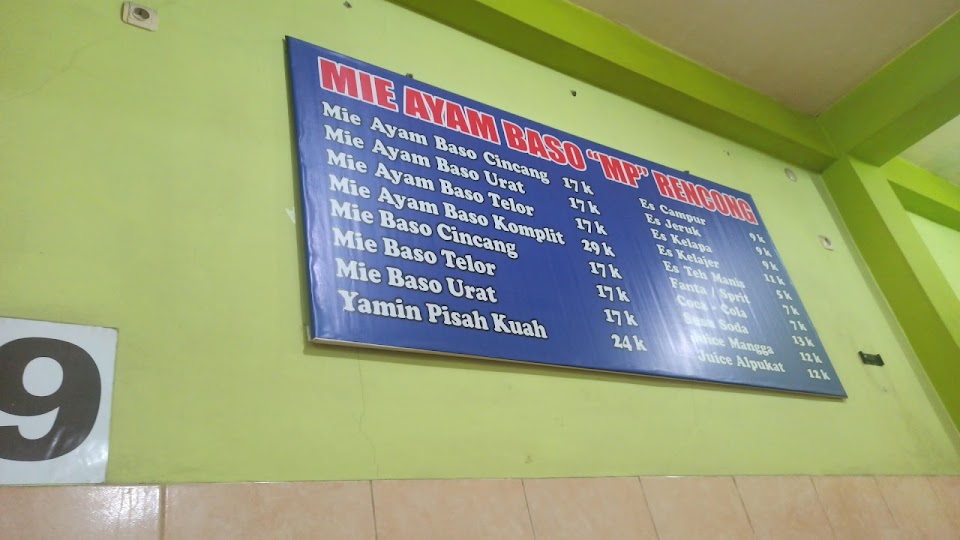 MIE AYAM BASO "MP" RENCONG
Mie Ayam Baso Cincang 17 k
Mie Ayam Baso Urat 17 k
Mie Ayam Baso Telor 17 k
Mie Ayam Baso Komplit 29 k
Mie Baso Cincang 17 k
Mie Baso Telor 17 k
Mie Baso Urat 17 k
Yamin Pisah Kuah 24 k
Es Campur 9 k
Es Jeruk 9 k
Es Kelapa 9 k
Es Kelajer 11 k
Es Teh Manis 5 k
Fanta / Sprit 7 k
Coca - Cola 7 k
Susu Soda 13 k
Juice Mangga 12 k
Juice Alpukat 12 k
9